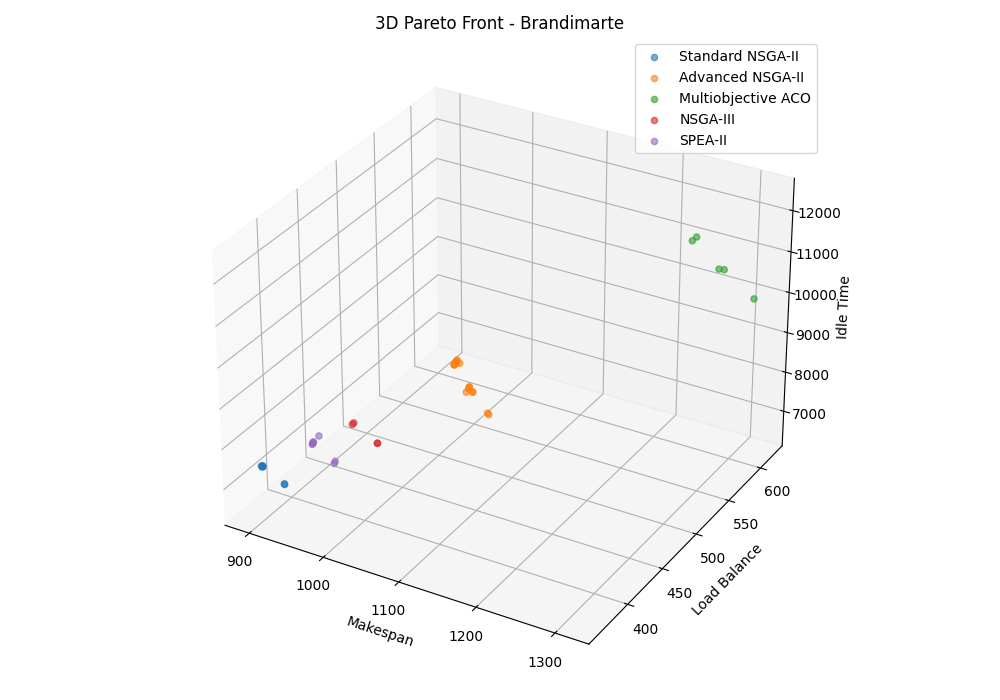 3D Pareto Front - Brandimarte
Standard NSGA-II
Advanced NSGA-II
Multiobjective ACO
NSGA-III
SPEA-II
12000
11000
10000
9000
8000
7000
Idle Time
600
550
500
450
400
Load Balance
900
1000
1100
1200
1300
Makespan